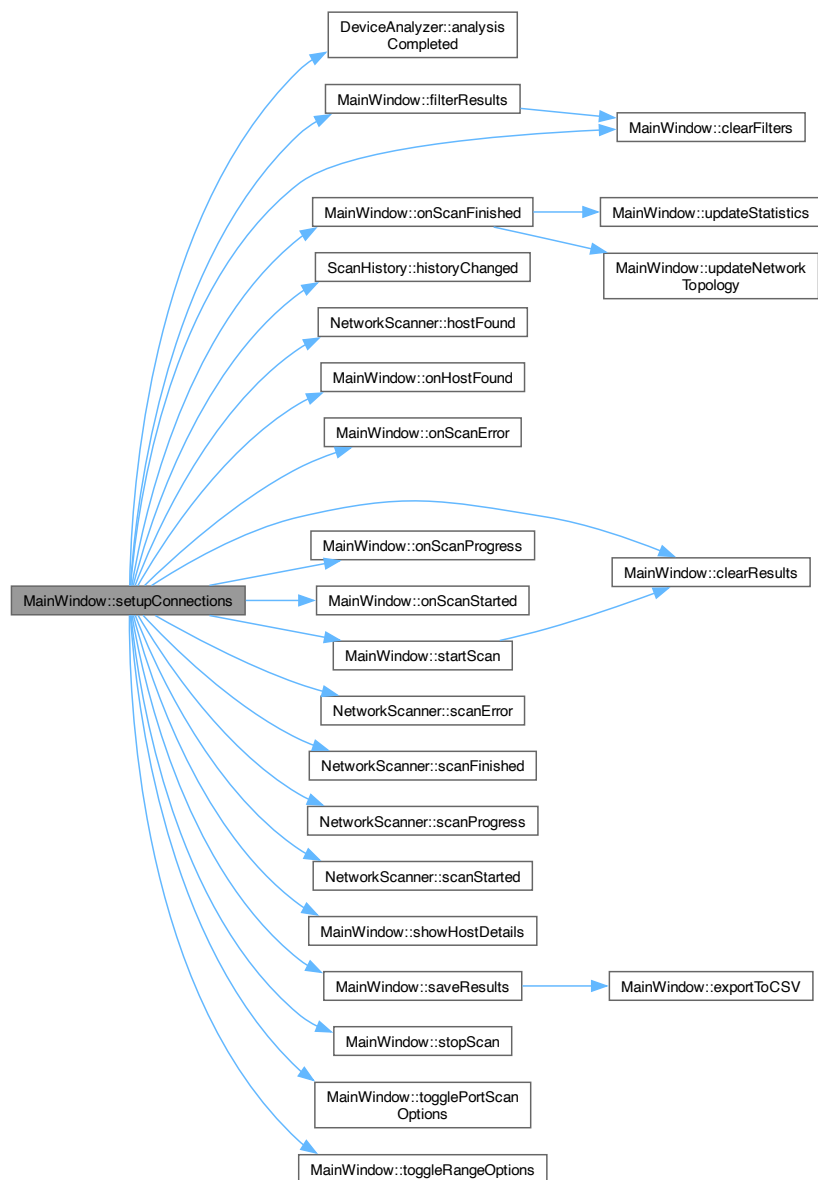 DeviceAnalyzer::analysis
Completed
MainWindow::filterResults
MainWindow::clearFilters
MainWindow::onScanFinished
MainWindow::updateStatistics
ScanHistory::historyChanged
MainWindow::updateNetwork
Topology
NetworkScanner::hostFound
MainWindow::onHostFound
MainWindow::onScanError
MainWindow::onScanProgress
MainWindow::clearResults
MainWindow::setupConnections
MainWindow::onScanStarted
MainWindow::startScan
NetworkScanner::scanError
NetworkScanner::scanFinished
NetworkScanner::scanProgress
NetworkScanner::scanStarted
MainWindow::showHostDetails
MainWindow::saveResults
MainWindow::exportToCSV
MainWindow::stopScan
MainWindow::togglePortScan
Options
MainWindow::toggleRangeOptions